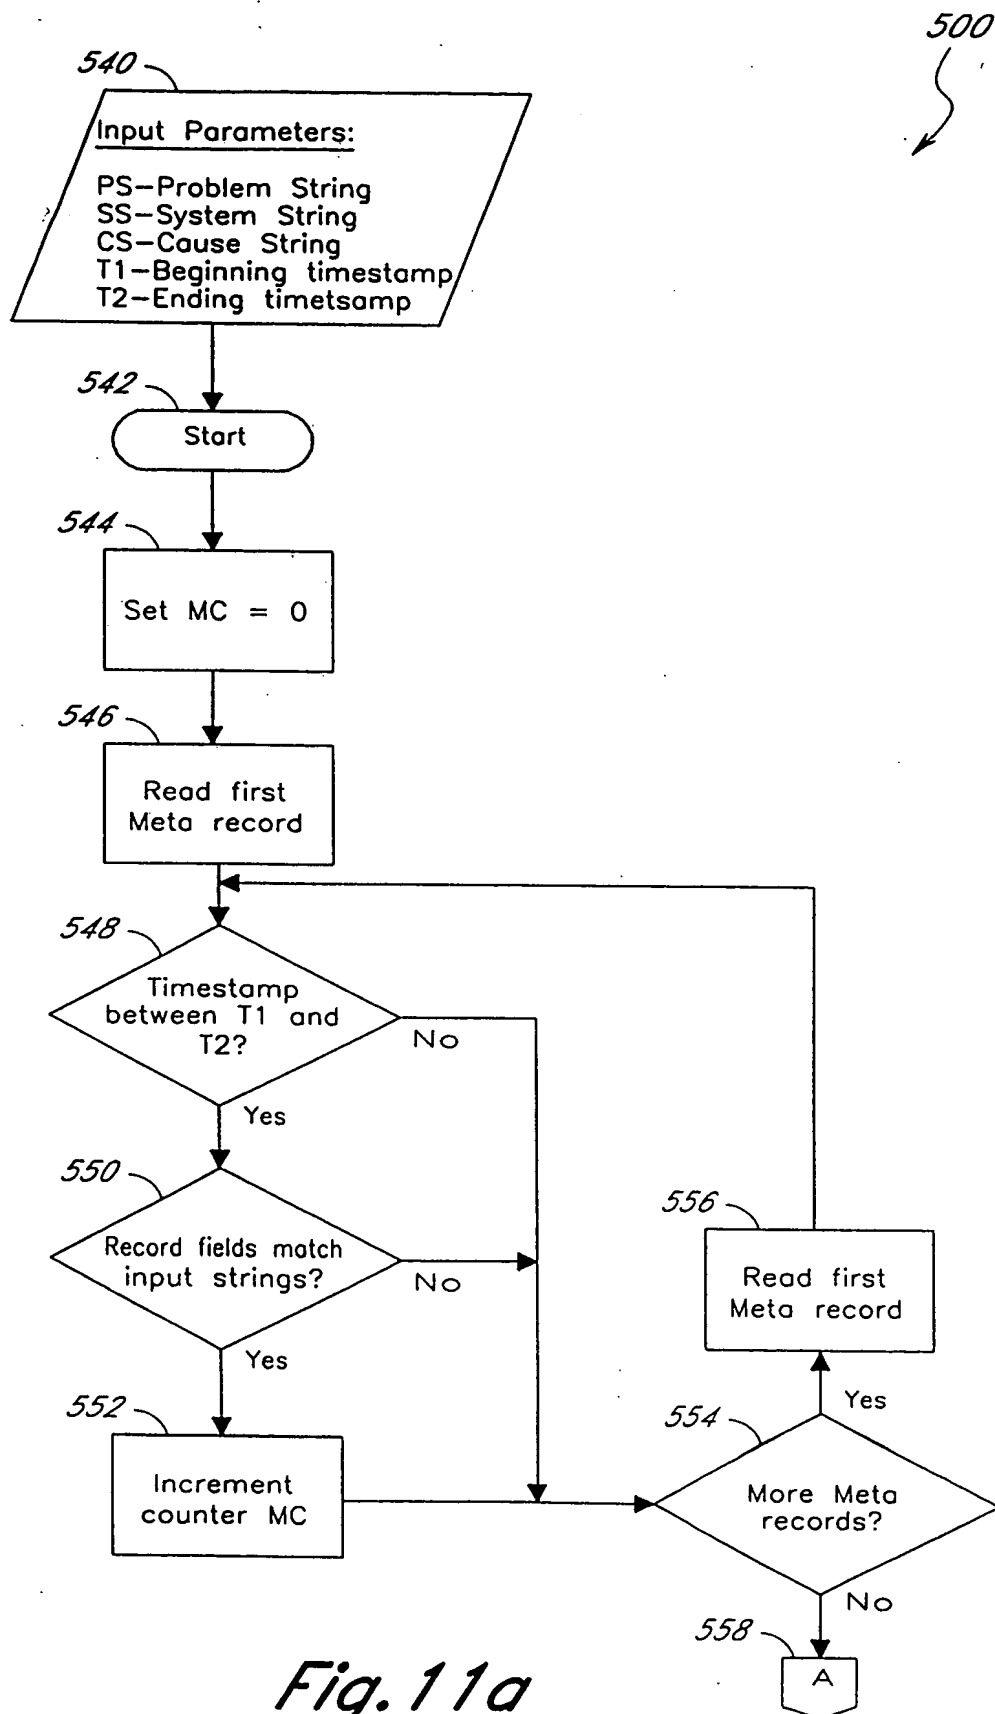 500
540
Input Parameters:
PS-Problem String
SS-System String
CS-Cause String
T1-Beginning timestamp
T2-Ending timetsamp
542
Start
544
Set MC = 0
546
Read first
Meta record
548
Timestamp
between T1 and
T2?
No
Yes
550
Record fields match
input strings?
No
Yes
552
Increment
counter MC
556
Read first
Meta record
Yes
554
More Meta
records?
No
558
A
Fig. 11a